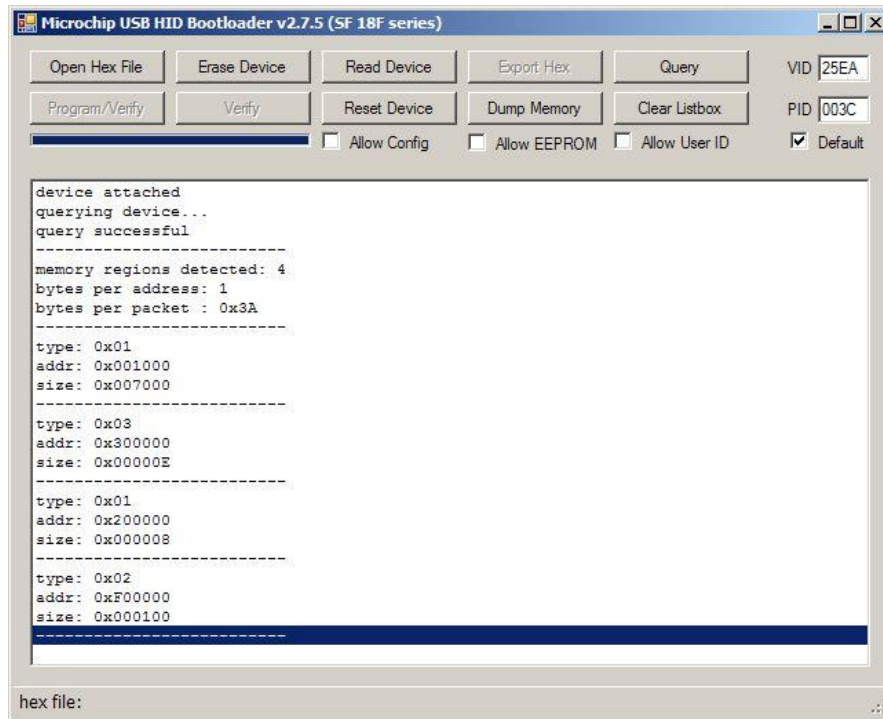 Microchip USB HID Bootloader v2.7.5 (SF 18F series)
Open Hex File Erase Device Read Device Export Hex Query VID 25EA
Program/Verify Verify Reset Device Dump Memory Clear Listbox PID 003C
Allow Config Allow EEPROM Allow User ID Default
device attached
querying device...
query successful
---------------------------
memory regions detected: 4
bytes per address: 1
bytes per packet : 0x3A
---------------------------
type: 0x01
addr: 0x001000
size: 0x007000
---------------------------
type: 0x03
addr: 0x300000
size: 0x00000E
---------------------------
type: 0x01
addr: 0x200000
size: 0x000008
---------------------------
type: 0x02
addr: 0xF00000
size: 0x000100
---------------------------
hex file: